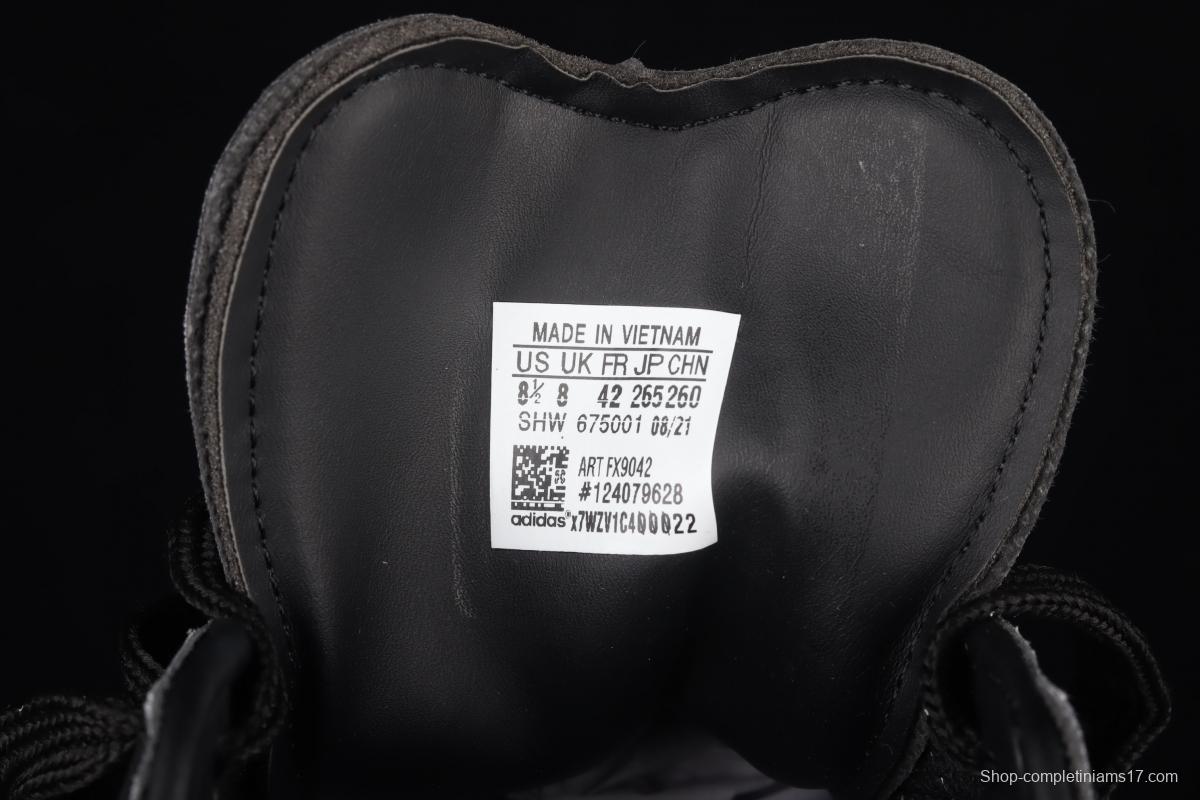 MADE IN VIETNAM
US UK FR JP CHN
8½ 8 42 265 260
SHW 675001 08/21
ART FX9042
#124079628
adidas® x7WZV1C400022
Shop-completiniams17.com